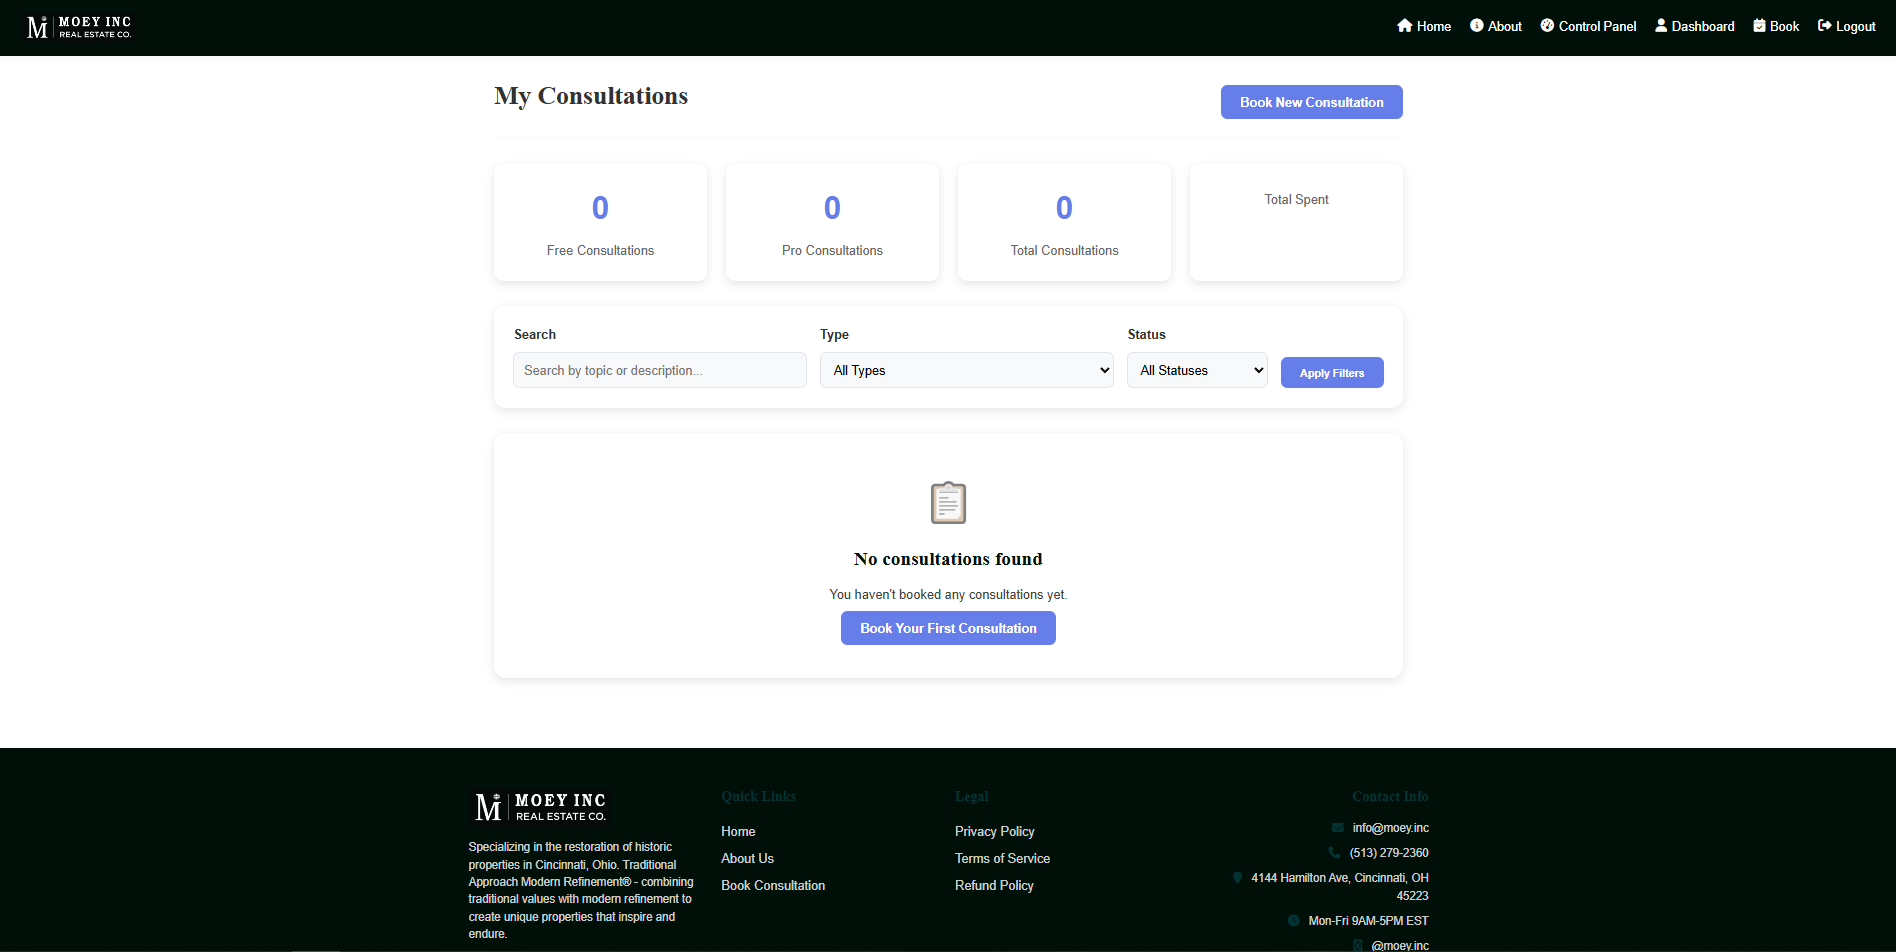 M MOEY INC
REAL ESTATE CO.
Home About Control Panel Dashboard Book Logout
My Consultations
Book New Consultation
0
Free Consultations
0
Pro Consultations
0
Total Consultations
Total Spent
Search
Search by topic or description...
Type
All Types
Status
All Statuses
Apply Filters
No consultations found
You haven't booked any consultations yet.
Book Your First Consultation
M MOEY INC
REAL ESTATE CO.
Specializing in the restoration of historic
properties in Cincinnati, Ohio. Traditional
Approach Modern Refinement® - combining
traditional values with modern refinement to
create unique properties that inspire and
endure.
Quick Links
Home
About Us
Book Consultation
Legal
Privacy Policy
Terms of Service
Refund Policy
Contact Info
info@moey.inc
(513) 279-2360
4144 Hamilton Ave, Cincinnati, OH
45223
Mon-Fri 9AM-5PM EST
@moey.inc